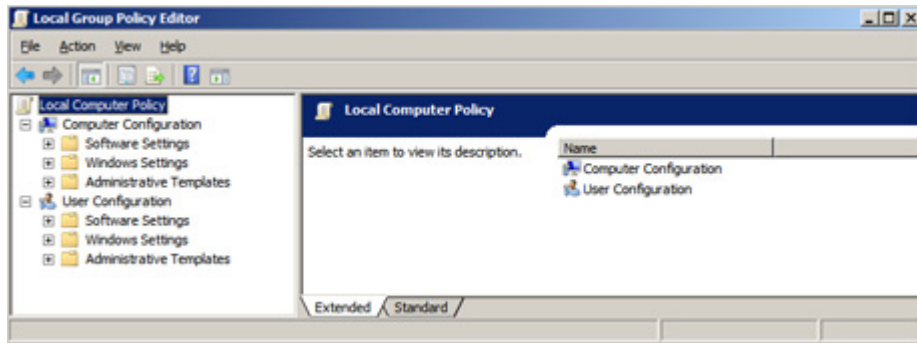 Local Group Policy Editor
File Action View Help
Local Computer Policy
Computer Configuration
Software Settings
Windows Settings
Administrative Templates
User Configuration
Software Settings
Windows Settings
Administrative Templates
Local Computer Policy
Select an item to view its description.
Name
Computer Configuration
User Configuration
Extended Standard